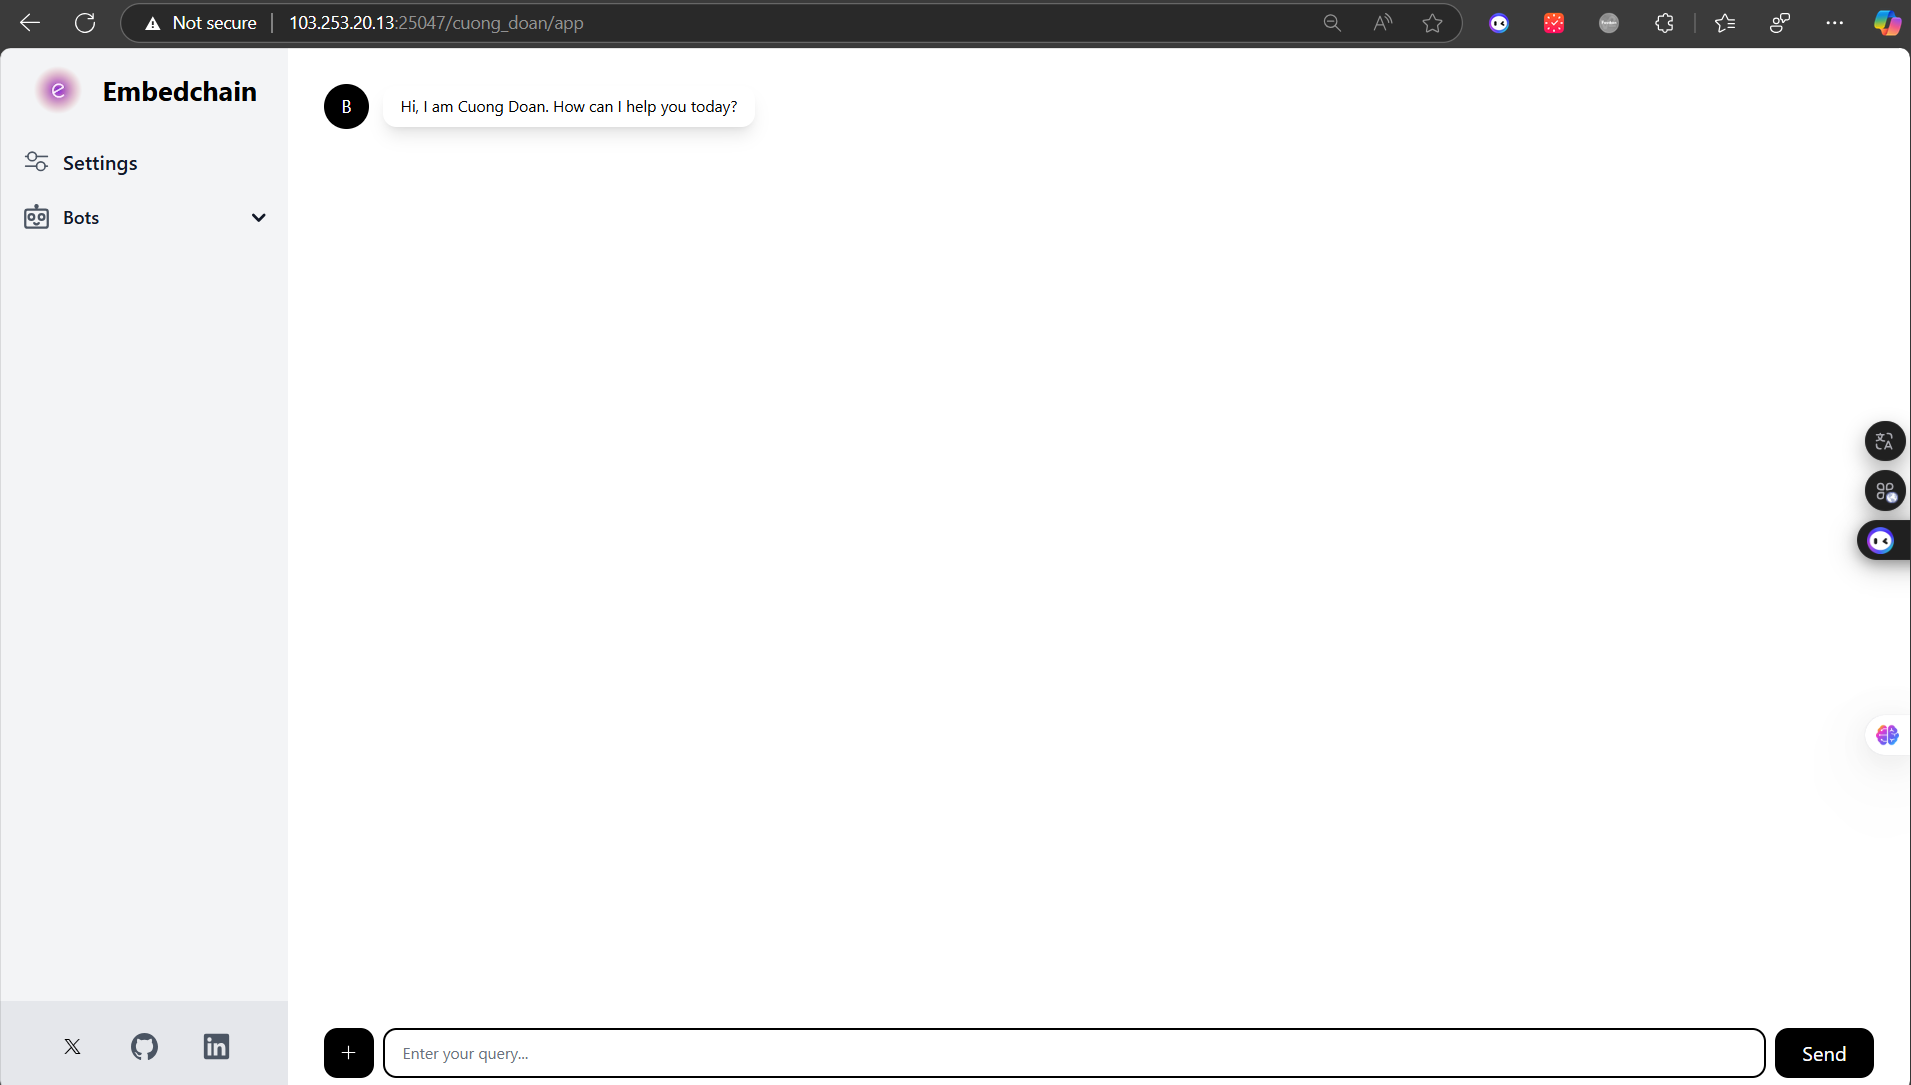 Not secure
103.253.20.13:25047/cuong_doan/app
Embedchain
Settings
Bots
B
Hi, I am Cuong Doan. How can I help you today?
+
Enter your query...
Send